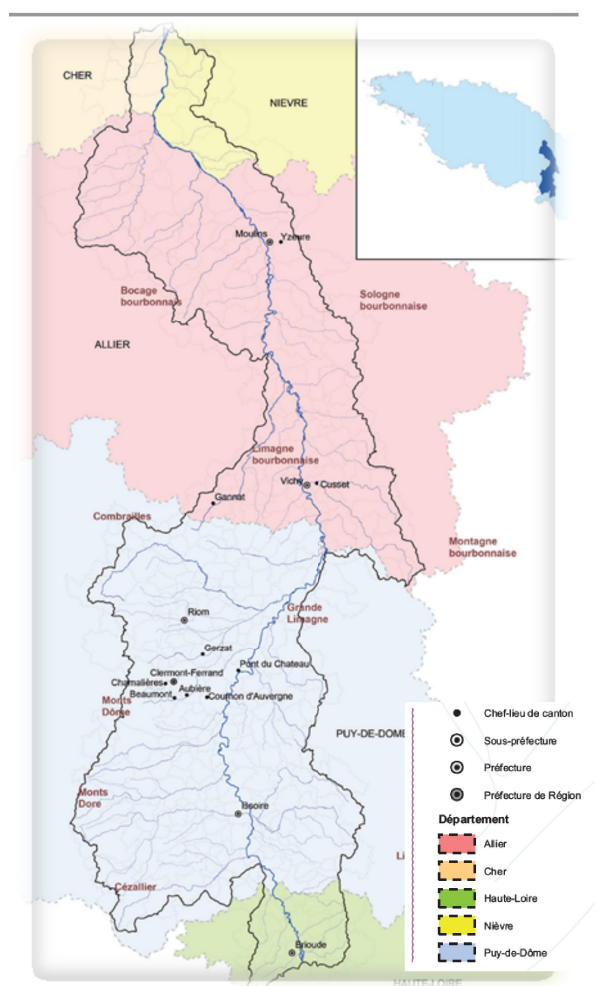 CHER
NIEVRE
Moulins
Yzeure
Bocage
bourbonnais
Sologne
bourbonnaise
ALLIER
Limagne
bourbonnaise
Vichy
Cusset
Gannat
Combrailles
Montagne
bourbonnaise
Grande
Limagne
Riom
Gerzat
Pont du Chateau
Clermont-Ferrand
Chamalières
Aubière
Beaumont
Cournon d'Auvergne
Monts
Dôme
PUY-DE-DOME
Monts
Dore
Issoire
Cézallier
Brioude
HAUTE-LOIRE
Chef-lieu de canton
Sous-préfecture
Préfecture
Préfecture de Région
Département
Allier
Cher
Haute-Loire
Nièvre
Puy-de-Dôme